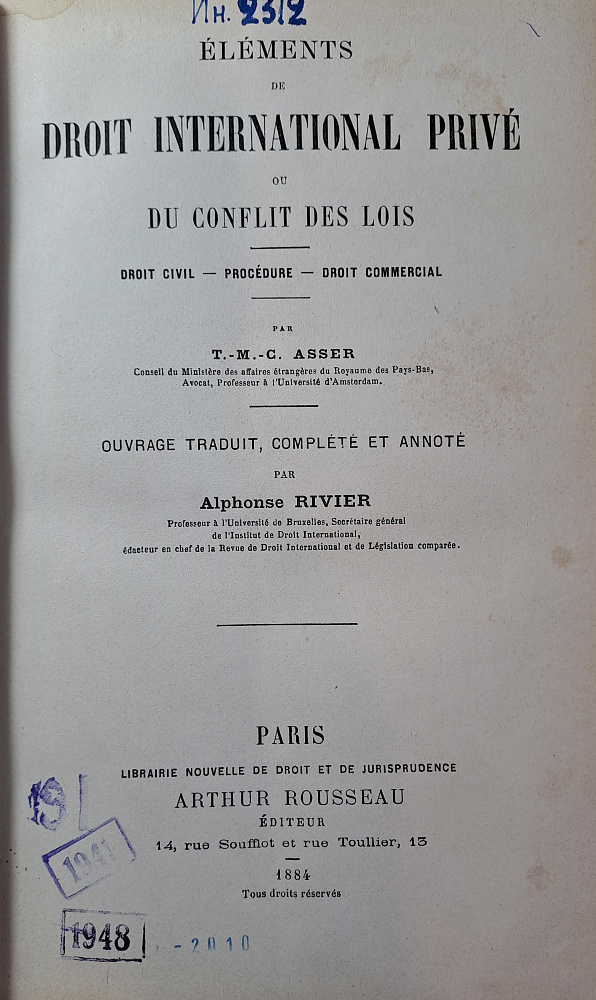 Ин. 2312
ÉLÉMENTS
DE
DROIT INTERNATIONAL PRIVÉ
OU
DU CONFLIT DES LOIS
DROIT CIVIL — PROCÉDURE — DROIT COMMERCIAL
PAR
T.-M.-C. ASSER
Conseil du Ministère des affaires étrangères du Royaume des Pays-Bas,
Avocat, Professeur à l'Université d'Amsterdam.
OUVRAGE TRADUIT, COMPLÉTÉ ET ANNOTÉ
PAR
Alphonse RIVIER
Professeur à l'Université de Bruxelles, Secrétaire général
de l'Institut de Droit International,
édacteur en chef de la Revue de Droit International et de Législation comparée.
PARIS
LIBRAIRIE NOUVELLE DE DROIT ET DE JURISPRUDENCE
ARTHUR ROUSSEAU
ÉDITEUR
14, rue Soufflot et rue Toullier, 13
1884
Tous droits réservés
1941
1948
-2010